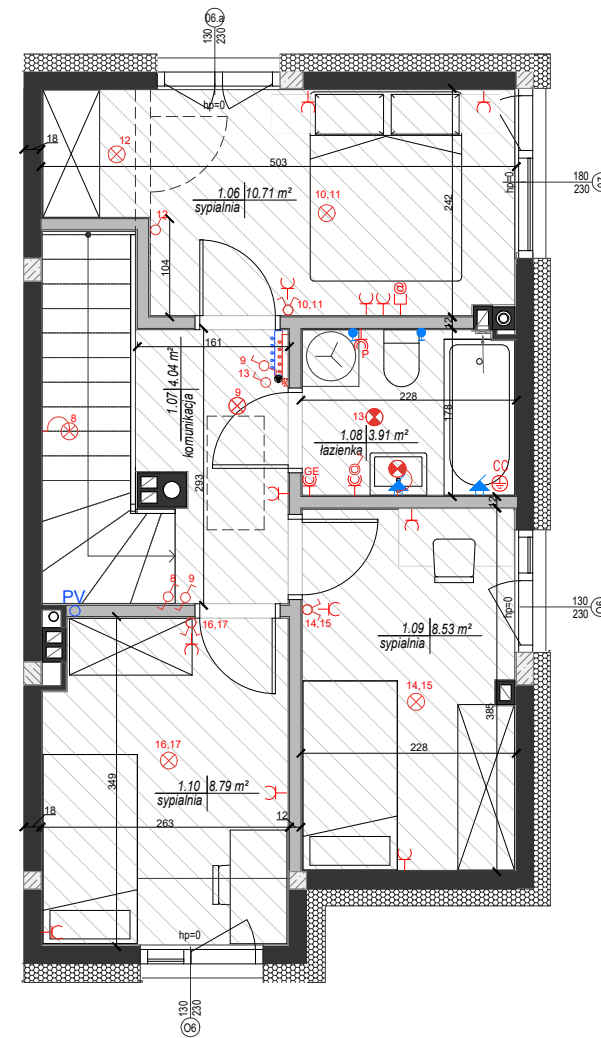 06.a
130
230
hp=0
12
18
503
1.06 10.71 m²
sypialnia
10,11
242
180
230
hp=0
12
104
@
10,11
12
161
9
13
1.07 4.04 m²
komunikacja
9
8
228
13
178
1.08 3.91 m²
łazienka
GE
CC
293
12
PV
8
9
16,17
14,15
1.09 8.53 m²
sypialnia
hp=0
130
230
14,15
385
16,17
228
349
1.10 8.79 m²
sypialnia
18
263
12
hp=0
130
230
O6